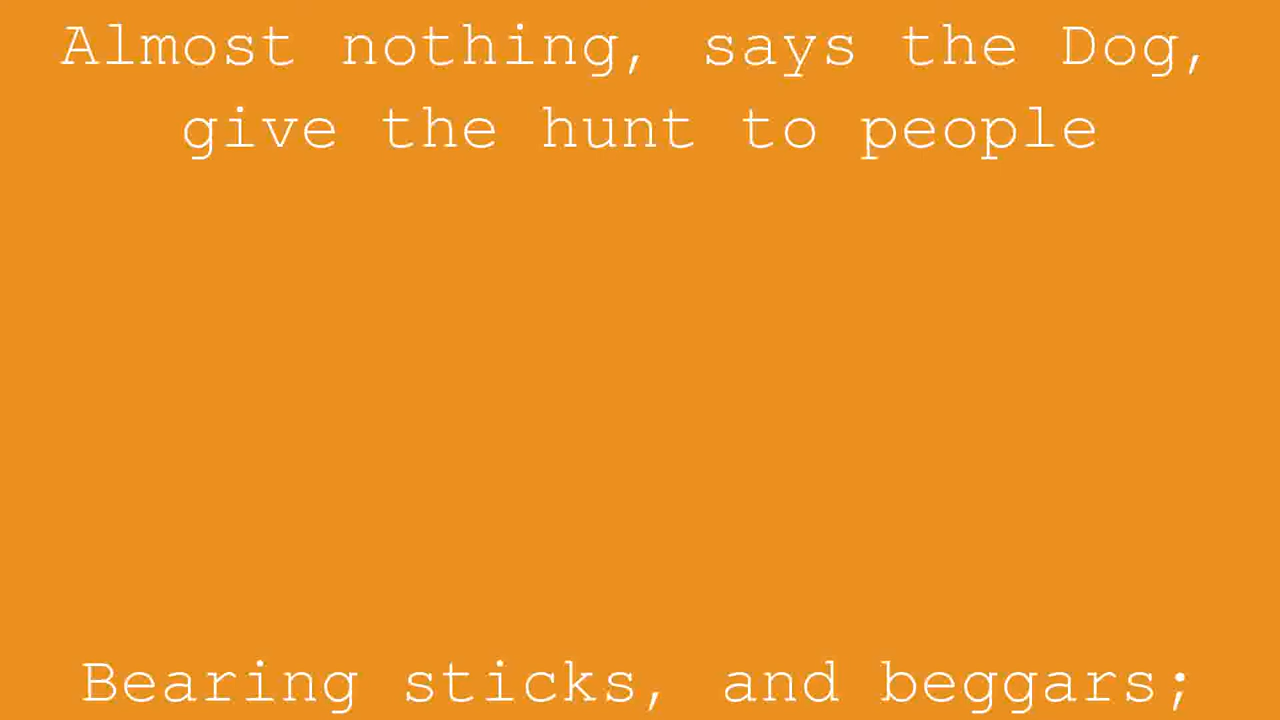 Almost nothing, says the Dog,
give the hunt to people
Bearing sticks, and beggars;